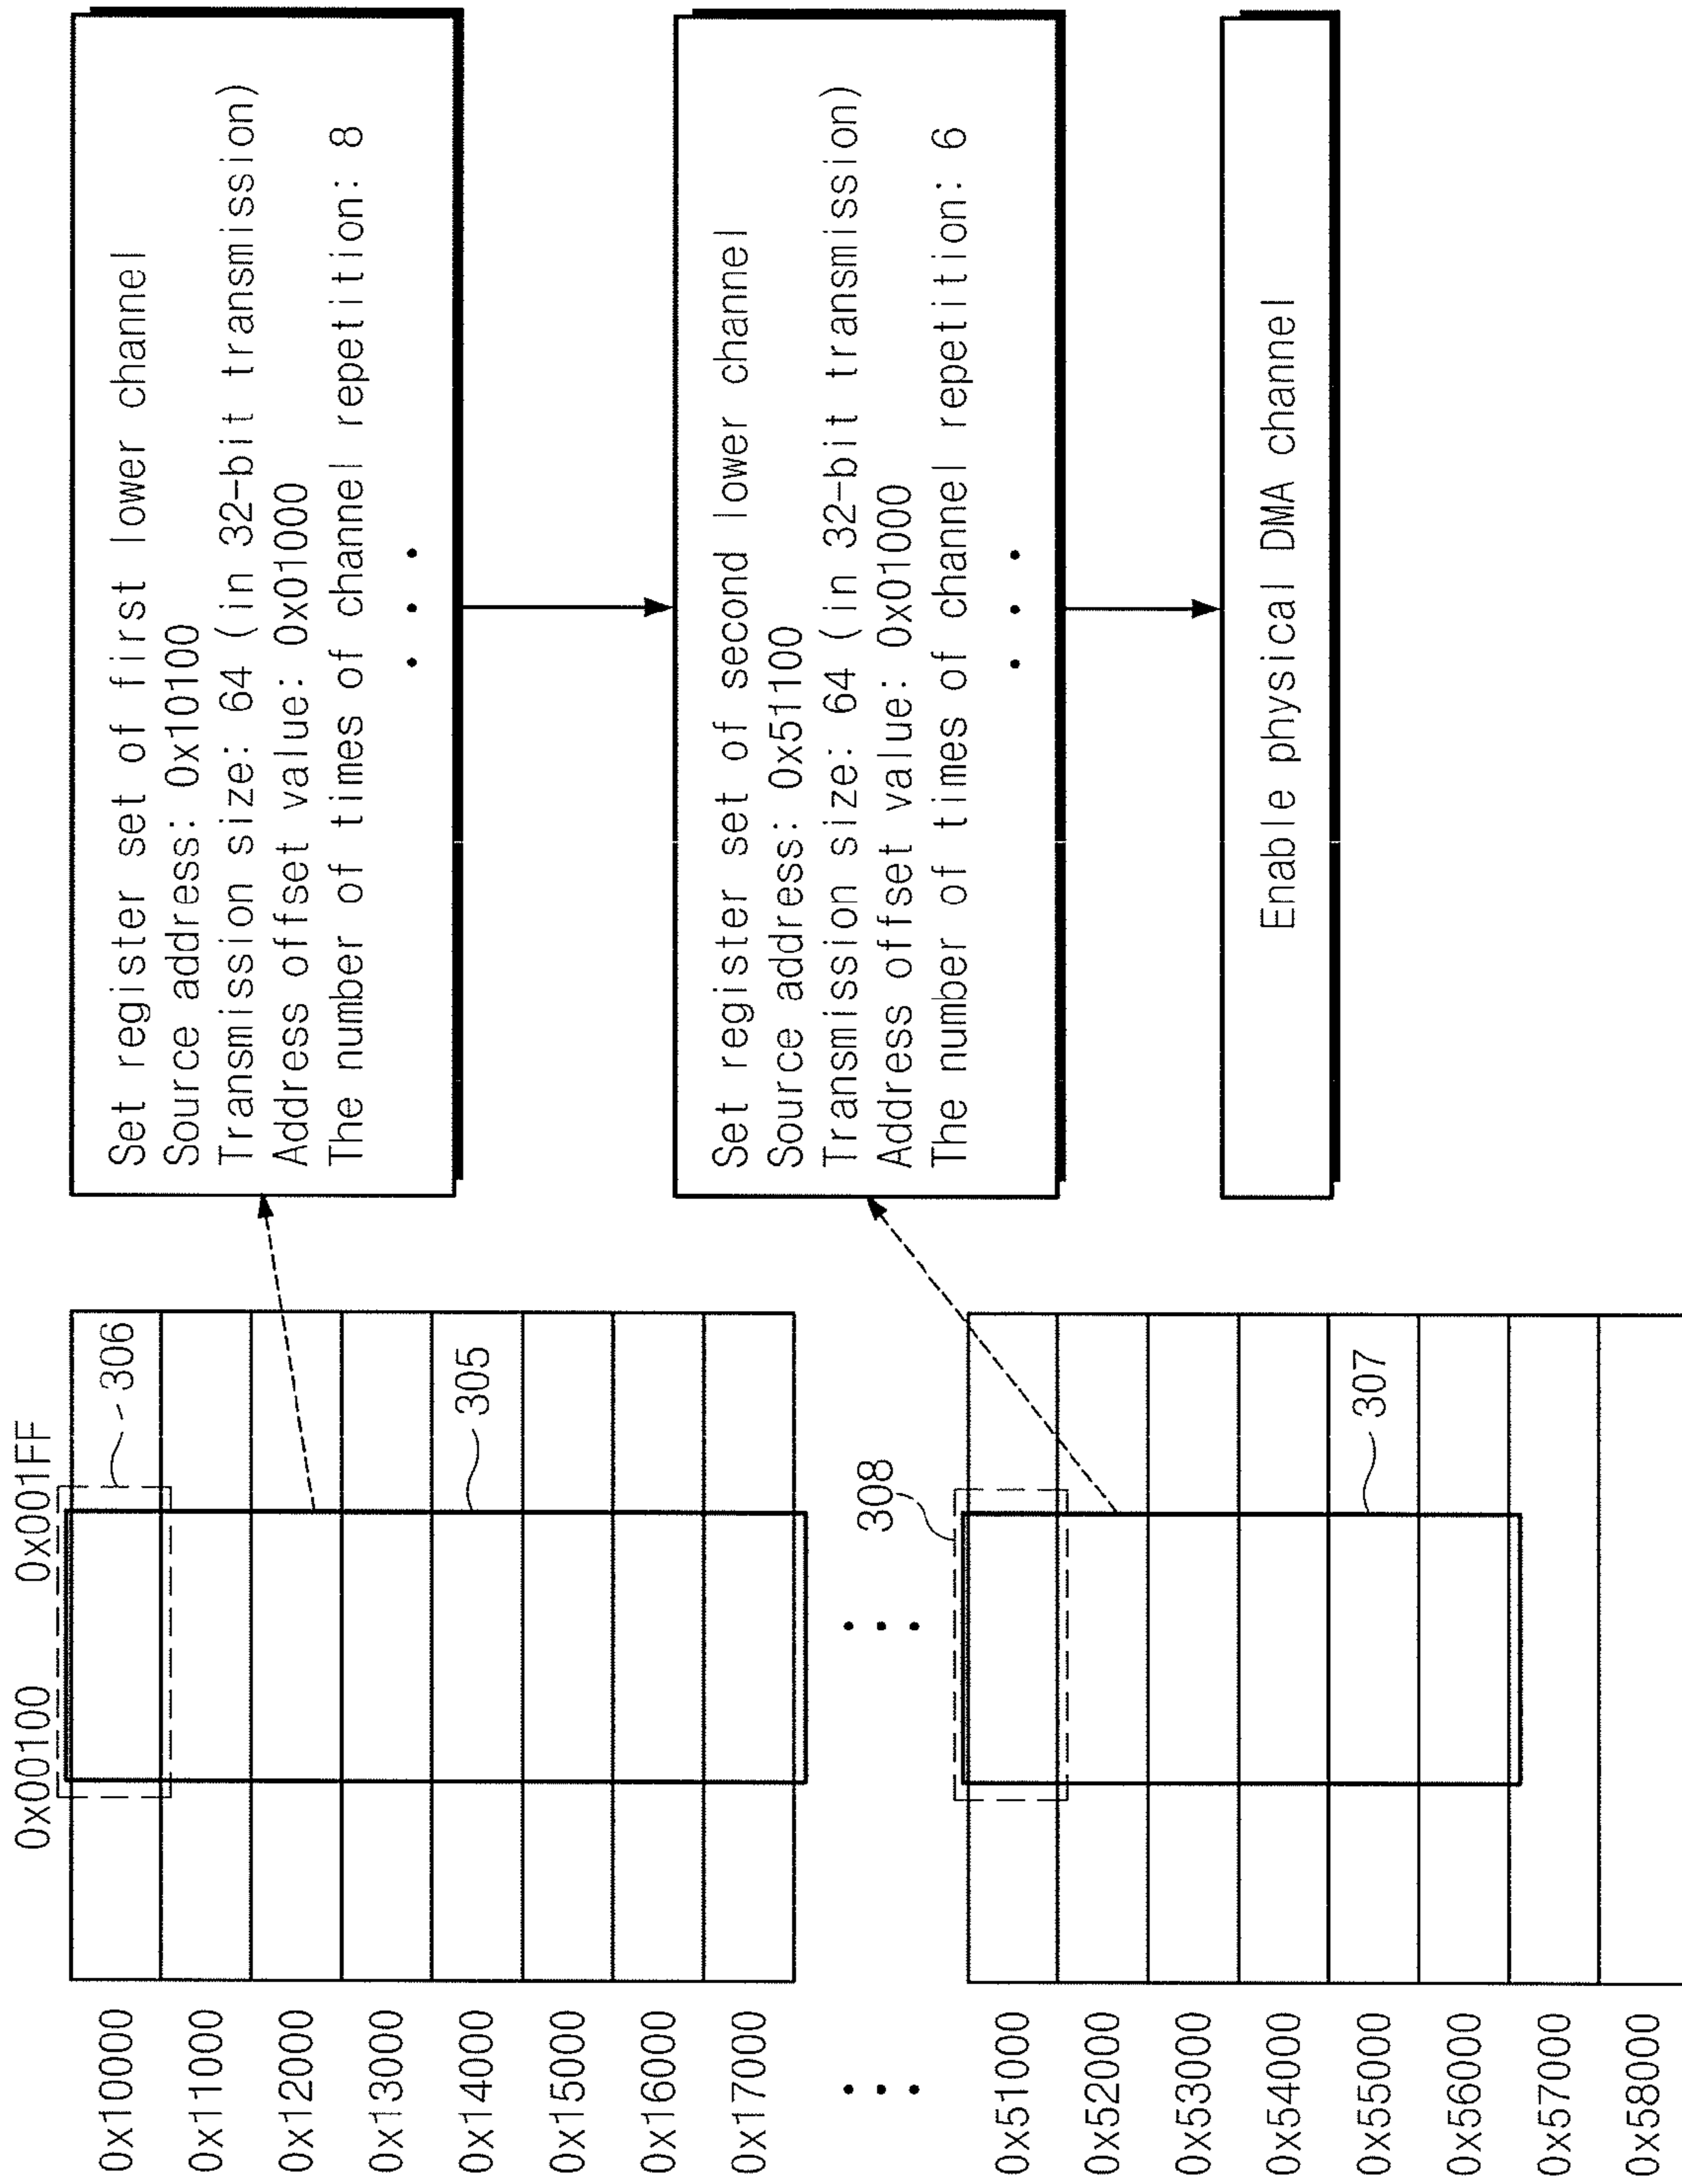 0x00100 0x001FF
0x10000
0x11000
0x12000
0x13000
0x14000
0x15000
0x16000
0x17000
306
305
Set register set of first lower channel
Source address: 0x10100
Transmission size: 64 (in 32-bit transmission)
Address offset value: 0x01000
The number of times of channel repetition: 8
308
0x51000
0x52000
0x53000
0x54000
0x55000
0x56000
0x57000
0x58000
307
Set register set of second lower channel
Source address: 0x51100
Transmission size: 64 (in 32-bit transmission)
Address offset value: 0x01000
The number of times of channel repetition: 6
Enable physical DMA channel